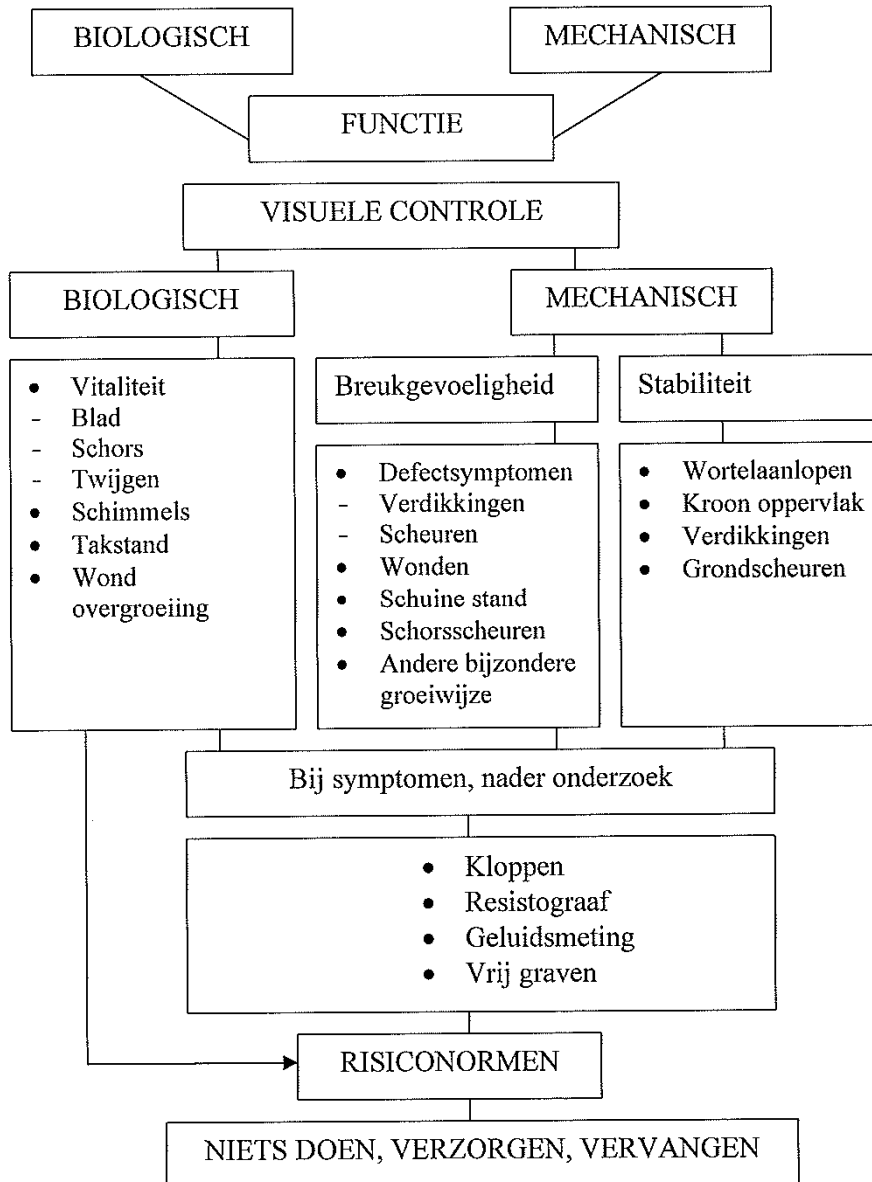 BIOLOGISCH
MECHANISCH
FUNCTIE
VISUELE CONTROLE
BIOLOGISCH
MECHANISCH
• Vitaliteit
- Blad
- Schors
- Twijgen
• Schimmels
• Takstand
• Wond
overgroeiing
Breukgevoeligheid
• Defectsymptomen
- Verdikkingen
- Scheuren
• Wonden
• Schuine stand
• Schorsscheuren
• Andere bijzondere
groeiwijze
Stabiliteit
• Wortelaanlopen
• Kroon oppervlak
• Verdikkingen
• Grondscheuren
Bij symptomen, nader onderzoek
• Kloppen
• Resistograaf
• Geluidsmeting
• Vrij graven
RISICONORMEN
NIETS DOEN, VERZORGEN, VERVANGEN